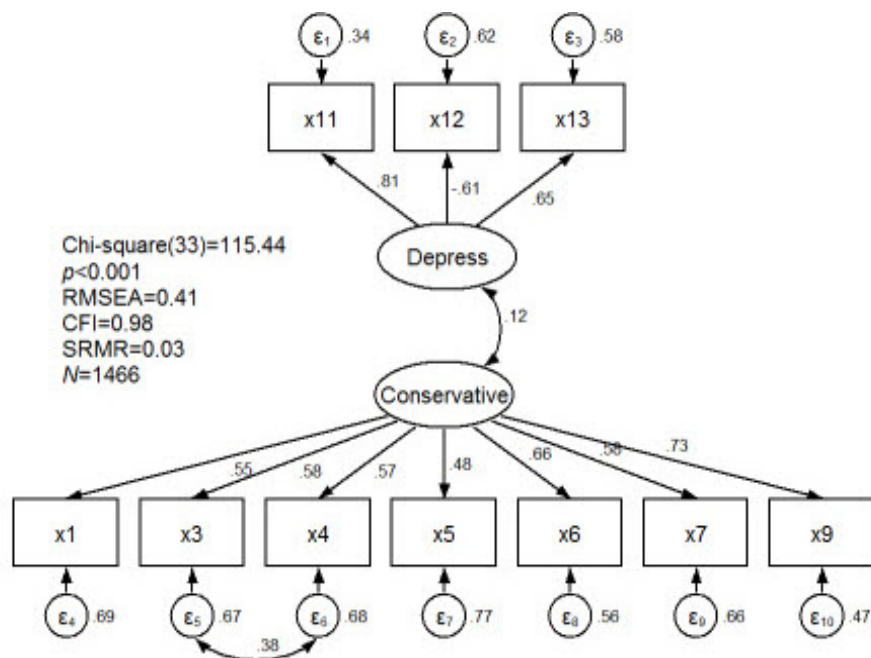 ε₁ .34 ε₂ .62 ε₃ .58
x11 x12 x13
.81 -.61 .65
Depress
Chi-square(33)=115.44
p<0.001
RMSEA=0.41
CFI=0.98
SRMR=0.03
N=1466
.12
Conservative
.55 .58 .57 .48 .66 .58 .73
x1 x3 x4 x5 x6 x7 x9
ε₄ .69 ε₅ .67 ε₆ .68 ε₇ .77 ε₈ .56 ε₉ .66 ε₁₀ .47
.38